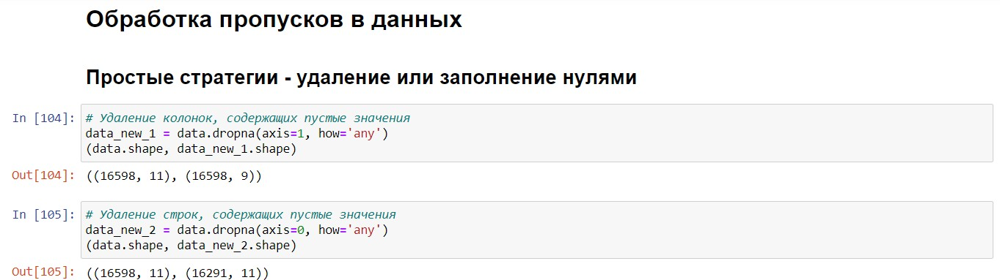 Обработка пропусков в данных
Простые стратегии - удаление или заполнение нулями
In [104]: # Удаление колонок, содержащих пустые значения
data_new_1 = data.dropna(axis=1, how='any')
(data.shape, data_new_1.shape)
Out[104]: ((16598, 11), (16598, 9))
In [105]: # Удаление строк, содержащих пустые значения
data_new_2 = data.dropna(axis=0, how='any')
(data.shape, data_new_2.shape)
Out[105]: ((16598, 11), (16291, 11))